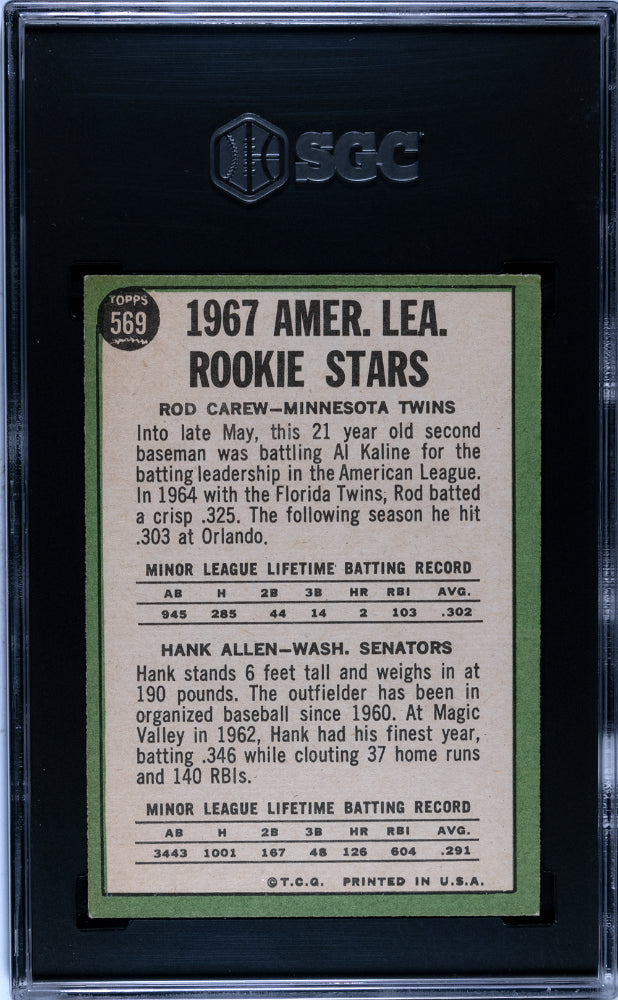 SGC
TOPPS
569
1967 AMER. LEA.
ROOKIE STARS
ROD CAREW—MINNESOTA TWINS
Into late May, this 21 year old second
baseman was battling Al Kaline for the
batting leadership in the American League.
In 1964 with the Florida Twins, Rod batted
a crisp .325. The following season he hit
.303 at Orlando.
MINOR LEAGUE LIFETIME BATTING RECORD
AB H 2B 3B HR RBI AVG.
945 285 44 14 2 103 .302
HANK ALLEN—WASH. SENATORS
Hank stands 6 feet tall and weighs in at
190 pounds. The outfielder has been in
organized baseball since 1960. At Magic
Valley in 1962, Hank had his finest year,
batting .346 while clouting 37 home runs
and 140 RBIs.
MINOR LEAGUE LIFETIME BATTING RECORD
AB H 2B 3B HR RBI AVG.
3443 1001 167 48 126 604 .291
©T.C.G. PRINTED IN U.S.A.